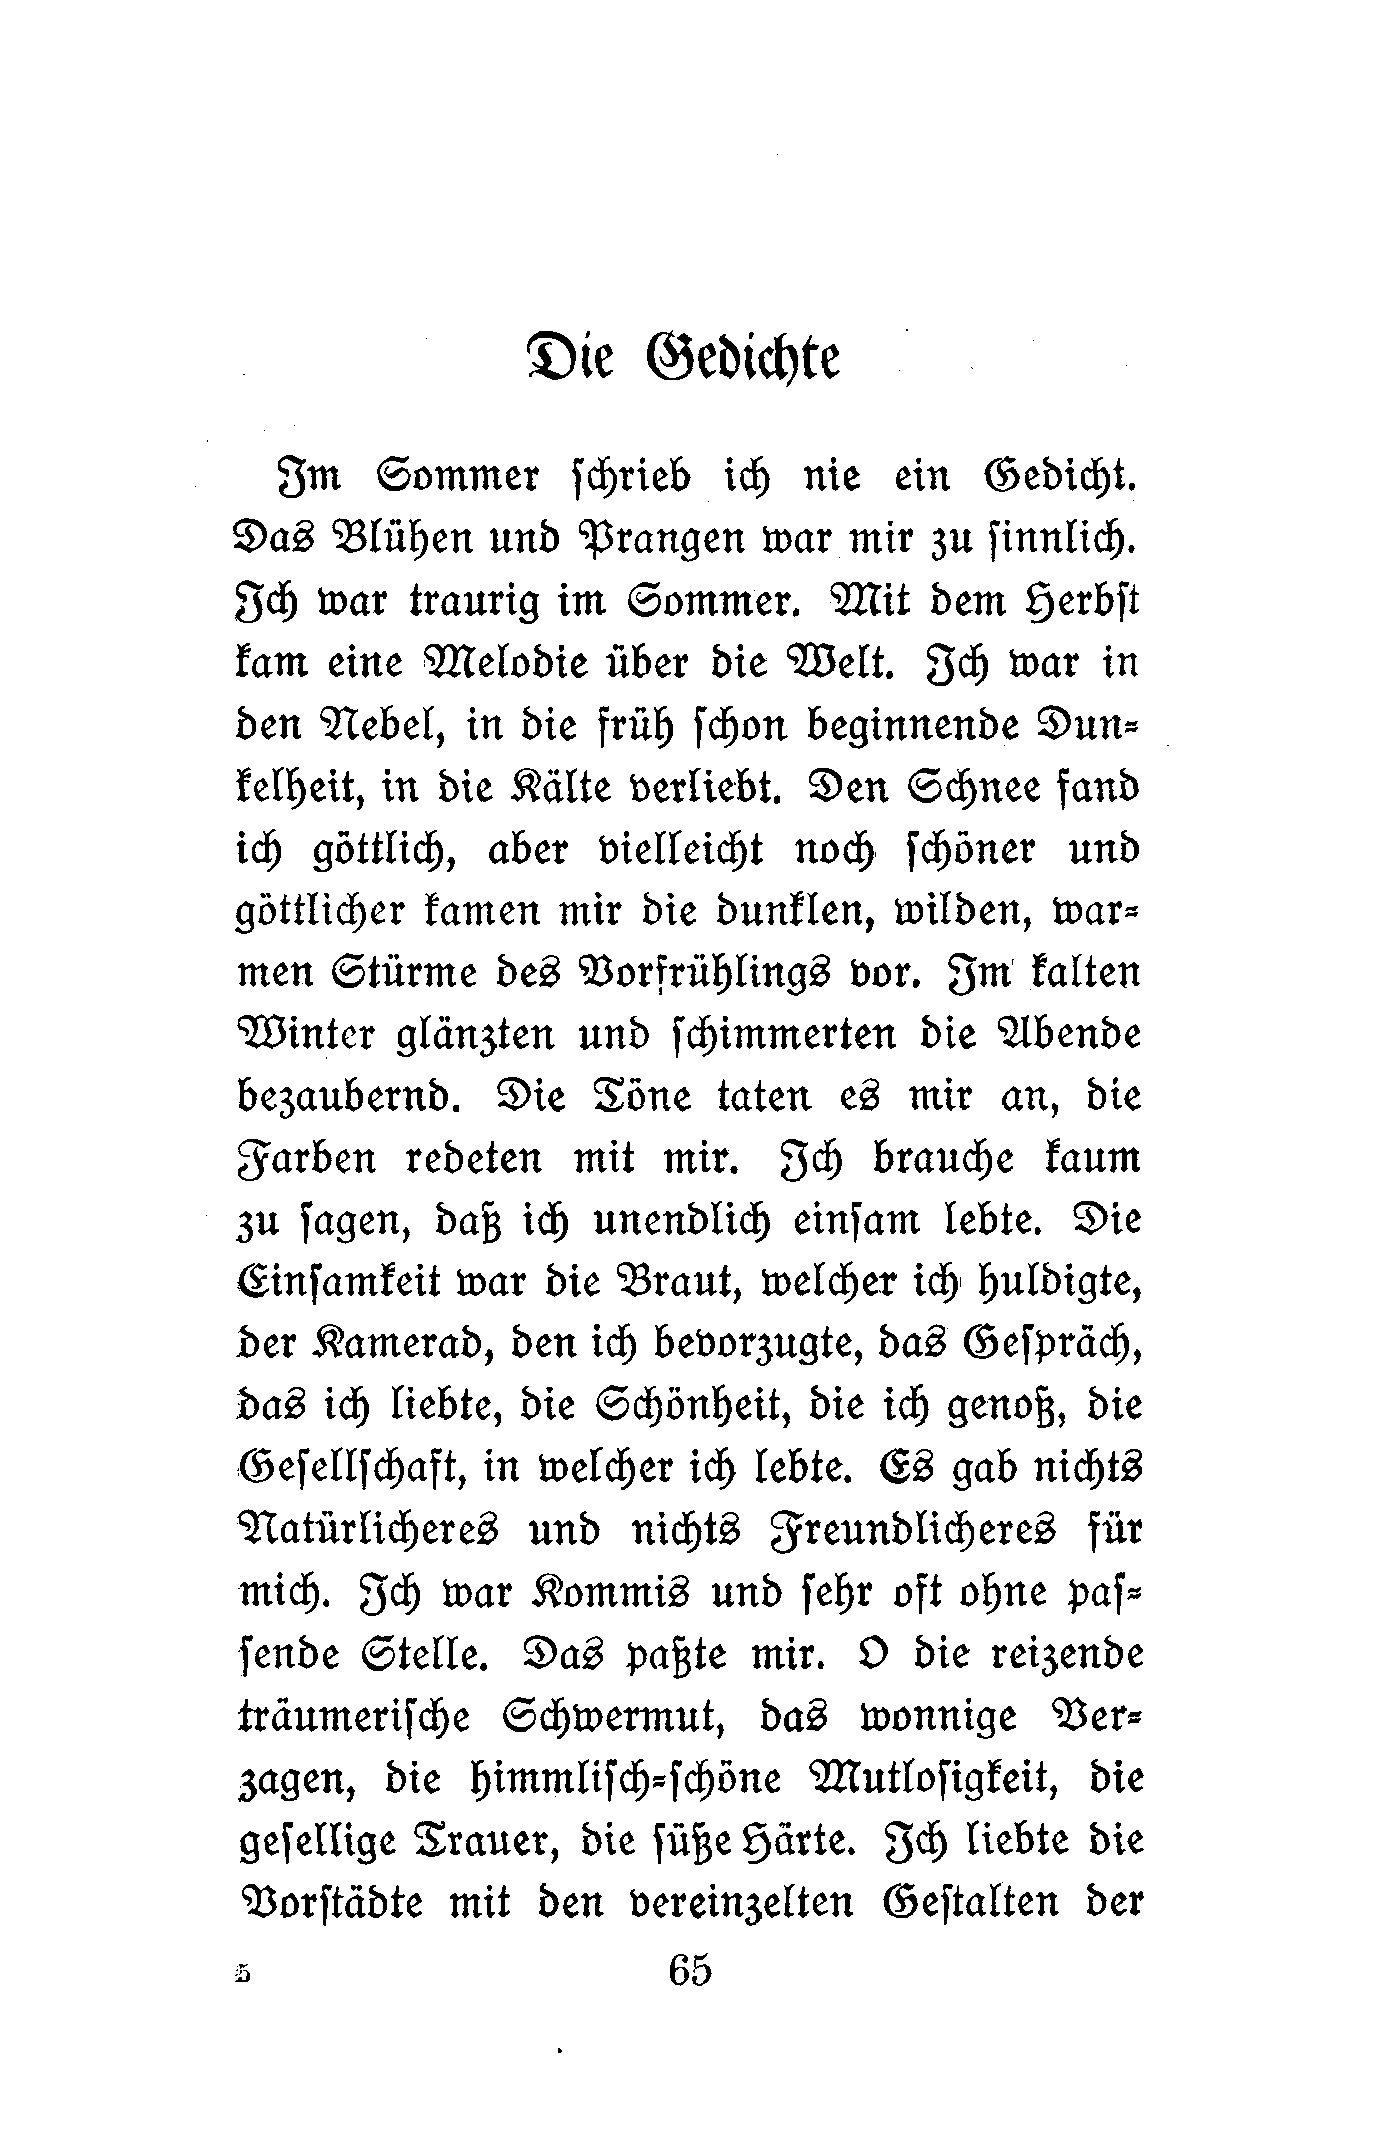 Die Gedichte
Im Sommer schrieb ich nie ein Gedicht.
Das Blühen und Prangen war mir zu sinnlich.
Ich war traurig im Sommer. Mit dem Herbst
kam eine Melodie über die Welt. Ich war in
den Nebel, in die früh schon beginnende Dun-
kelheit, in die Kälte verliebt. Den Schnee fand
ich göttlich, aber vielleicht noch schöner und
göttlicher kamen mir die dunklen, wilden, war-
men Stürme des Vorfrühlings vor. Im kalten
Winter glänzten und schimmerten die Abende
bezaubernd. Die Töne taten es mir an, die
Farben redeten mit mir. Ich brauche kaum
zu sagen, daß ich unendlich einsam lebte. Die
Einsamkeit war die Braut, welcher ich huldigte,
der Kamerad, den ich bevorzugte, das Gespräch,
das ich liebte, die Schönheit, die ich genoß, die
Gesellschaft, in welcher ich lebte. Es gab nichts
Natürlicheres und nichts Freundlicheres für
mich. Ich war Kommis und sehr oft ohne pas-
sende Stelle. Das paßte mir. O die reizende
träumerische Schwermut, das wonnige Ver-
zagen, die himmlisch-schöne Mutlosigkeit, die
gesellige Trauer, die süße Härte. Ich liebte die
Vorstädte mit den vereinzelten Gestalten der
5 65